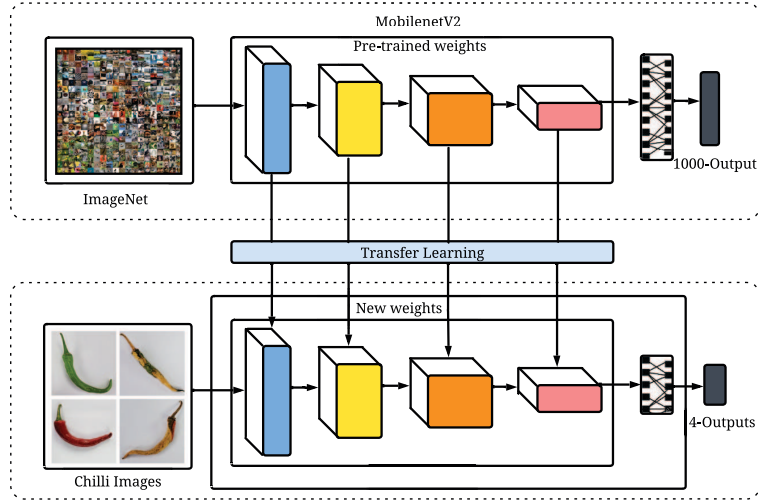 MobilenetV2
Pre-trained weights
ImageNet
1000-Output
Transfer Learning
New weights
Chilli Images
4-Outputs